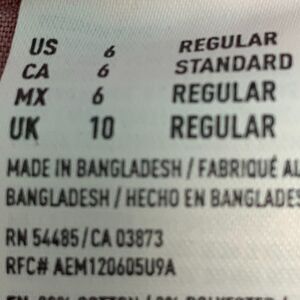 US 6 REGULAR
CA 6 STANDARD
MX 6 REGULAR
UK 10 REGULAR
MADE IN BANGLADESH / FABRIQUÉ AU
BANGLADESH / HECHO EN BANGLADES
RN 54485 / CA 03873
RFC# AEM120605U9A